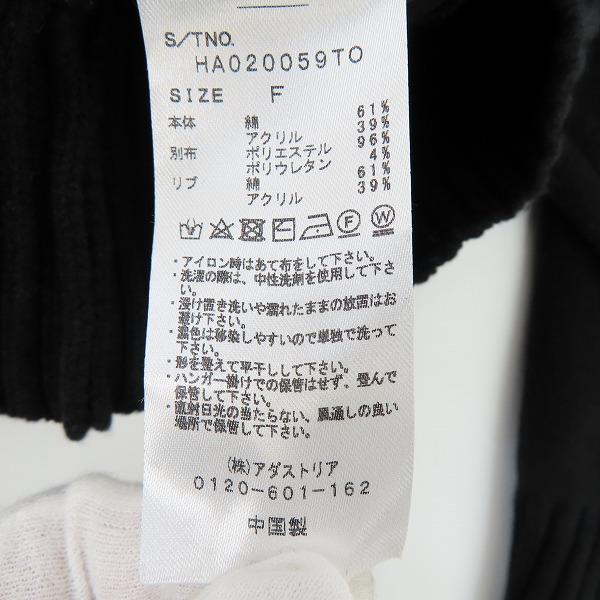 S/TNO.
HA020059TO
SIZE F
本体 綿 61%
アクリル 39%
別布 ポリエステル 96%
ポリウレタン 4%
リブ 綿 61%
アクリル 39%
F W
・アイロン時はあて布をして下さい。
・洗濯の際は、中性洗剤を使用して下さ
い。
・浸け置き洗いや濡れたままの放置はお
避け下さい。
・濃色は移染しやすいので単独で洗って
下さい。
・形を整えて平干しして下さい。
・ハンガー掛けでの保管はせず、畳んで
保管して下さい。
・直射日光の当たらない、風通しの良い
場所で保管して下さい。
(株)アダストリア
0120-601-162
中国製